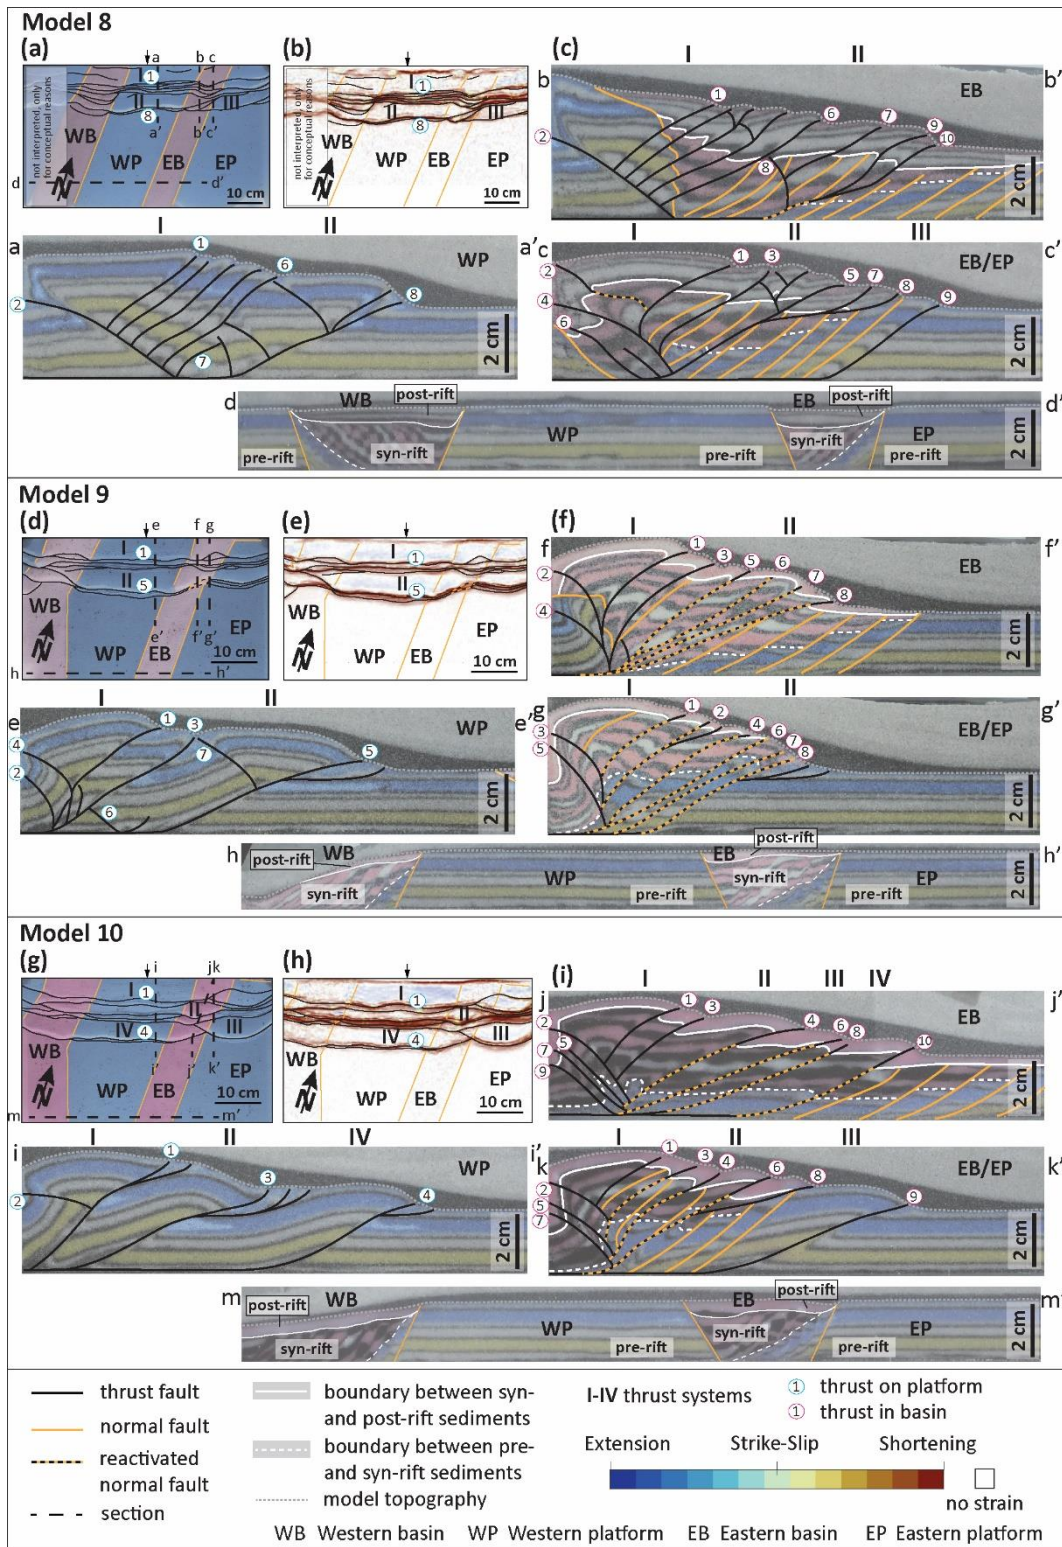 Model 8
(a)
a
b c
1
I
II
III
8
a'
b' c'
not interpreted, only
for conceptual reasons
WB
WP
EB
EP
N
d
d'
10 cm
(b)
I
1
II
III
8
not interpreted, only
for conceptual reasons
WB
WP
EB
EP
N
10 cm
(c)
I
II
b
b'
EB
1
6
7
9
10
2
8
2 cm
I
II
a
a'
WP
1
6
8
2
7
2 cm
I
II
III
c
c'
EB/EP
1
3
5
7
8
9
2
4
6
2 cm
d
d'
WB
post-rift
EB
post-rift
WP
EP
syn-rift
syn-rift
pre-rift
pre-rift
pre-rift
2 cm
Model 9
(d)
e
f g
I
1
II
5
WB
e'
f'
g'
EP
WP
EB
N
10 cm
h
h'
(e)
I
1
II
5
WB
EP
WP
EB
N
10 cm
(f)
I
II
f
f'
EB
1
3
5
6
7
8
2
4
2 cm
I
II
e
e'
WP
1
3
4
7
5
2
6
2 cm
I
II
g
g'
EB/EP
1
2
4
6
7
8
3
5
2 cm
h
h'
WB
post-rift
EB
post-rift
WP
EP
syn-rift
syn-rift
pre-rift
pre-rift
2 cm
Model 10
(g)
i
jk
I
1
II
III
IV
4
WB
i'
j'
k'
EP
WP
EB
N
10 cm
m
m'
(h)
I
1
II
III
IV
4
WB
WP
EB
EP
N
10 cm
(i)
I
II
III
IV
j
j'
EB
1
3
4
6
8
10
2
5
7
9
2 cm
I
II
IV
i
i'
WP
1
3
4
2
2 cm
I
II
III
k
k'
EB/EP
1
3
4
6
8
9
2
5
7
2 cm
m
m'
WB
post-rift
EB
post-rift
WP
EP
syn-rift
syn-rift
pre-rift
pre-rift
2 cm
thrust fault
normal fault
reactivated
normal fault
section
boundary between syn-
and post-rift sediments
boundary between pre-
and syn-rift sediments
model topography
I-IV thrust systems
1 thrust on platform
1 thrust in basin
Extension Strike-Slip Shortening
no strain
WB Western basin WP Western platform EB Eastern basin EP Eastern platform